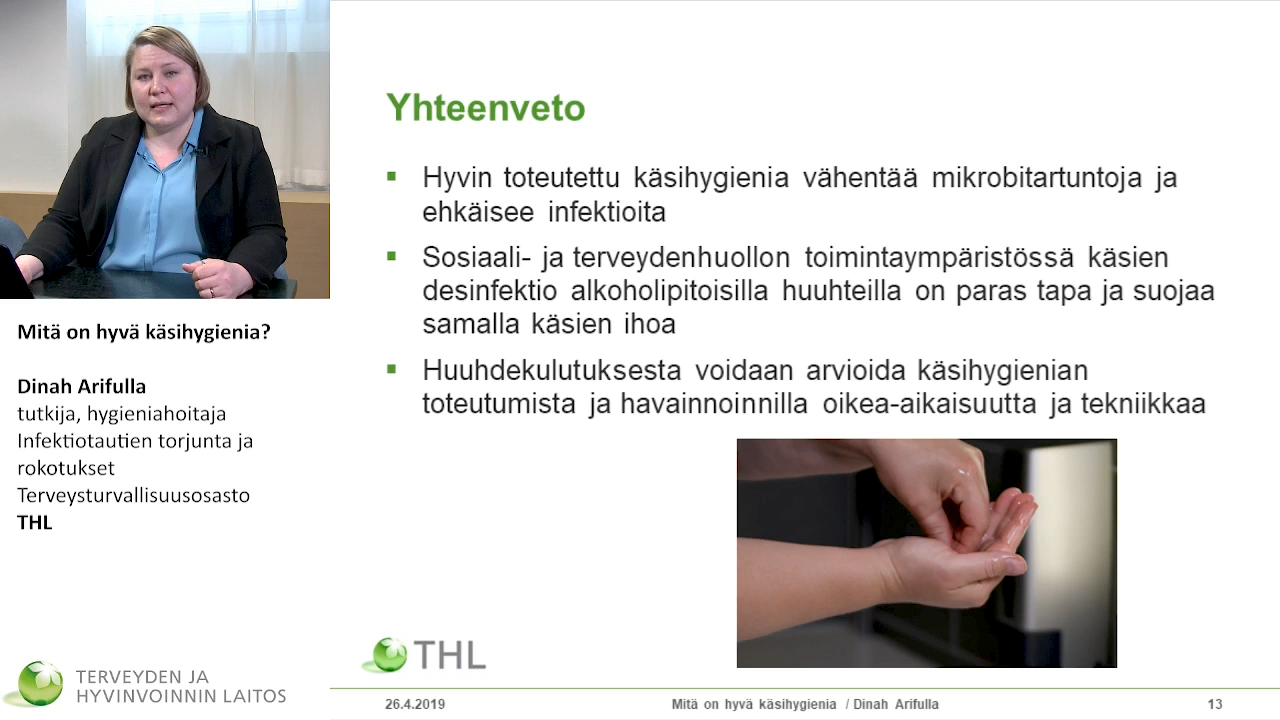 Mitä on hyvä käsihygienia?
Dinah Arifulla
tutkija, hygieniahoitaja
Infektiotautien torjunta ja
rokotukset
Terveysturvallisuusosasto
THL
TERVEYDEN JA
HYVINVOINNIN LAITOS
Yhteenveto
Hyvin toteutettu käsihygienia vähentää mikrobitartuntoja ja
ehkäisee infektioita
Sosiaali- ja terveydenhuollon toimintaympäristössä käsien
desinfektio alkoholipitoisilla huuhteilla on paras tapa ja suojaa
samalla käsien ihoa
Huuhdekulutuksesta voidaan arvioida käsihygienian
toteutumista ja havainnoinnilla oikea-aikaisuutta ja tekniikkaa
THL
26.4.2019
Mitä on hyvä käsihygienia / Dinah Arifulla
13